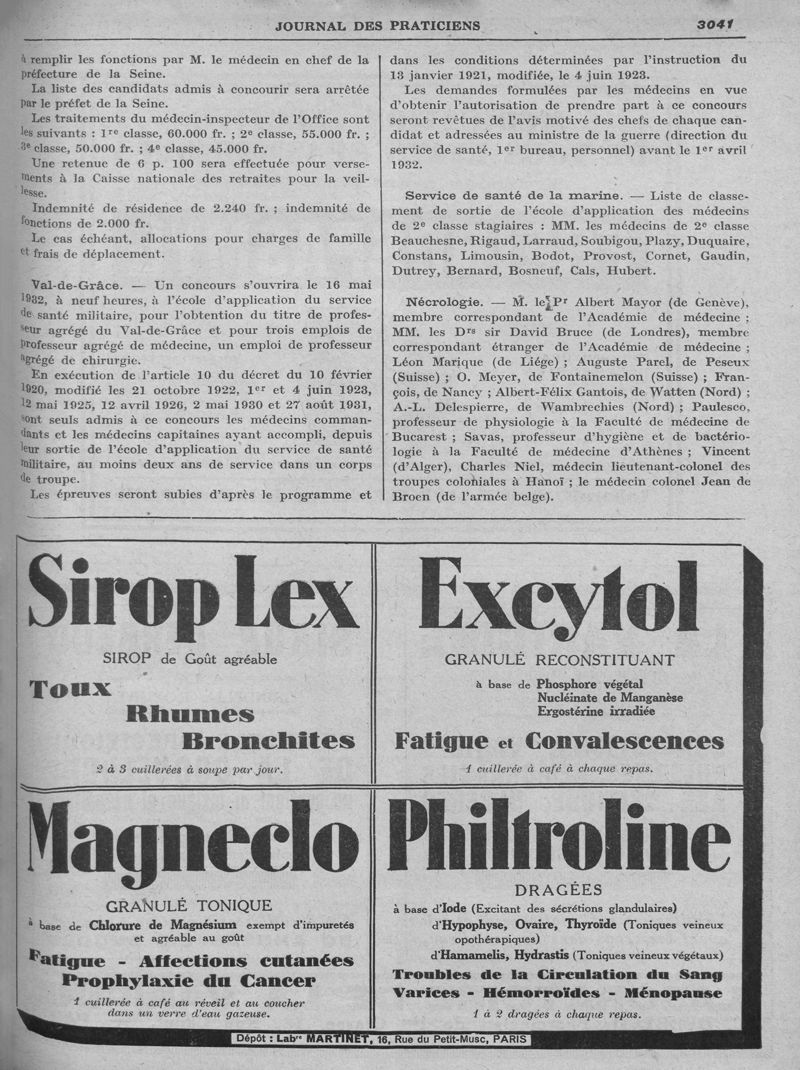 JOURNAL DES PRATICIENS 3041
à remplir les fonctions par M. le médecin en chef de la
préfecture de la Seine.
La liste des candidats admis à concourir sera arrêtée
par le préfet de la Seine.
Les traitements du médecin-inspecteur de l'Office sont
les suivants : 1re classe, 60.000 fr. ; 2e classe, 55.000 fr. ;
3e classe, 50.000 fr. ; 4e classe, 45.000 fr.
Une retenue de 6 p. 100 sera effectuée pour verse-
ments à la Caisse nationale des retraites pour la veil-
lesse.
Indemnité de résidence de 2.240 fr. ; indemnité de
fonctions de 2.000 fr.
Le cas échéant, allocations pour charges de famille
et frais de déplacement.
Val-de-Grâce. — Un concours s'ouvrira le 16 mai
1932, à neuf heures, à l'école d'application du service
de santé militaire, pour l'obtention du titre de profes-
seur agrégé du Val-de-Grâce et pour trois emplois de
professeur agrégé de médecine, un emploi de professeur
agrégé de chirurgie.
En exécution de l'article 10 du décret du 10 février
1920, modifié les 21 octobre 1922, 1er et 4 juin 1923,
12 mai 1925, 12 avril 1926, 2 mai 1930 et 27 août 1931,
sont seuls admis à ce concours les médecins comman-
dants et les médecins capitaines ayant accompli, depuis
leur sortie de l'école d'application du service de santé
militaire, au moins deux ans de service dans un corps
de troupe.
Les épreuves seront subies d'après le programme et
dans les conditions déterminées par l'instruction du
13 janvier 1921, modifiée, le 4 juin 1923.
Les demandes formulées par les médecins en vue
d'obtenir l'autorisation de prendre part à ce concours
seront revêtues de l'avis motivé des chefs de chaque can-
didat et adressées au ministre de la guerre (direction du
service de santé, 1er bureau, personnel) avant le 1er avril
1932.
Service de santé de la marine. — Liste de classe-
ment de sortie de l'école d'application des médecins
de 2e classe stagiaires : MM. les médecins de 2e classe
Beauchesne, Rigaud, Larraud, Soubigou, Plazy, Duquaire,
Constans, Limousin, Bodot, Provost, Cornet, Gaudin,
Dutrey, Bernard, Bosneuf, Cals, Hubert.
Nécrologie. — M. le Pr Albert Mayor (de Genève),
membre correspondant de l'Académie de médecine ;
MM. les Drs sir David Bruce (de Londres), membre
correspondant étranger de l'Académie de médecine ;
Léon Marique (de Liége) ; Auguste Parel, de Peseux
(Suisse) ; O. Meyer, de Fontainemelon (Suisse) ; Fran-
çois, de Nancy ; Albert-Félix Gantois, de Watten (Nord) ;
A.-L. Delespierre, de Wambrechies (Nord) ; Paulesco,
professeur de physiologie à la Faculté de médecine de
Bucarest ; Savas, professeur d'hygiène et de bactério-
logie à la Faculté de médecine d'Athènes ; Vincent
(d'Alger), Charles Niel, médecin lieutenant-colonel des
troupes coloniales à Hanoï ; le médecin colonel Jean de
Broen (de l'armée belge).
Sirop Lex
SIROP de Goût agréable
Toux
Rhumes
Bronchites
2 à 3 cuillerées à soupe par jour.
Excytol
GRANULÉ RECONSTITUANT
à base de Phosphore végétal
Nucléinate de Manganèse
Ergostérine irradiée
Fatigue et Convalescences
1 cuillerée à café à chaque repas.
Magneclo
GRANULÉ TONIQUE
à base de Chlorure de Magnésium exempt d'impuretés
et agréable au goût
Fatigue - Affections cutanées
Prophylaxie du Cancer
1 cuillerée à café au réveil et au coucher
dans un verre d'eau gazeuse.
Philtroline
DRAGÉES
à base d'Iode (Excitant des sécrétions glandulaires)
d'Hypophyse, Ovaire, Thyroïde (Toniques veineux
opothérapiques)
d'Hamamelis, Hydrastis (Toniques veineux végétaux)
Troubles de la Circulation du Sang
Varices - Hémorroïdes - Ménopause
1 à 2 dragées à chaque repas.
Dépôt : Labre MARTINET, 16, Rue du Petit-Musc, PARIS